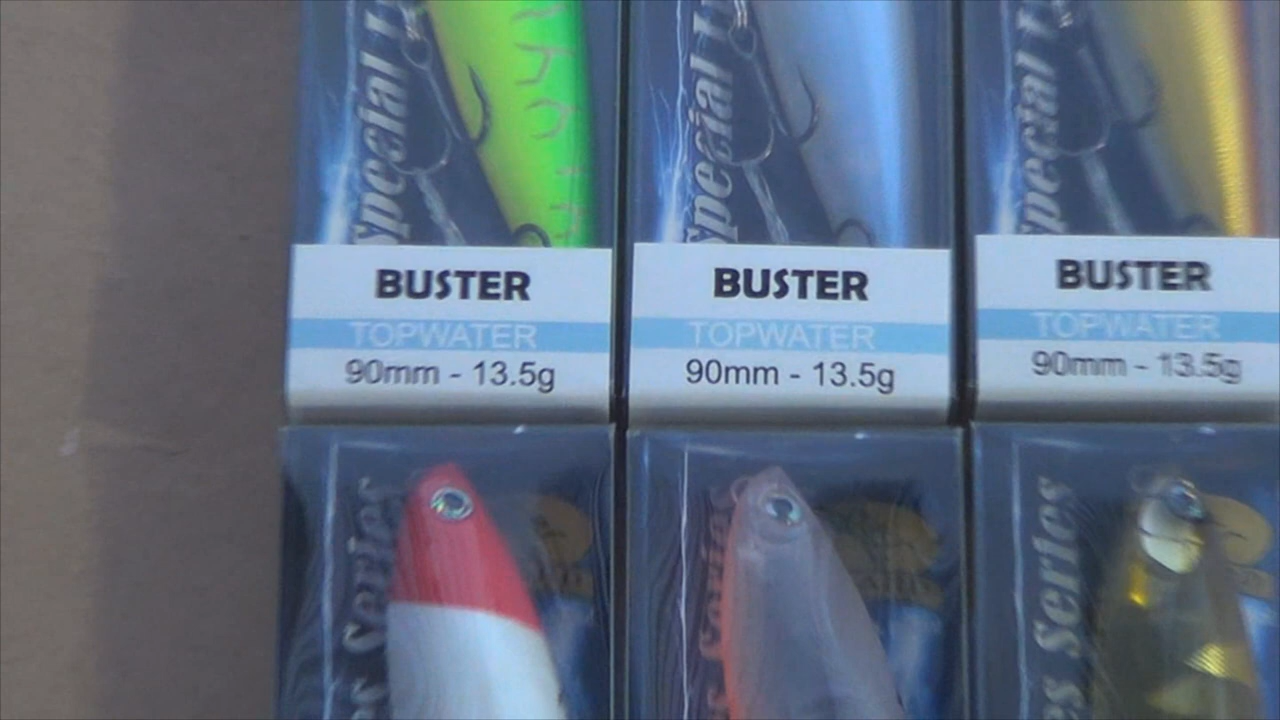 Special
Special
Special
BUSTER
TOPWATER
90mm - 13.5g
BUSTER
TOPWATER
90mm - 13.5g
BUSTER
TOPWATER
90mm - 13.5g
Series
Series
Series